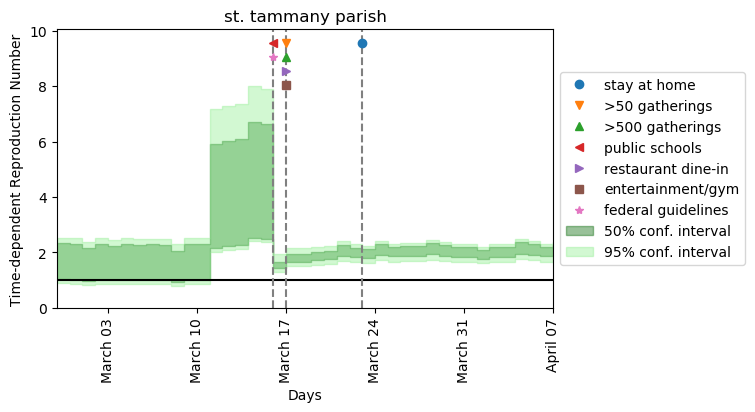 st. tammany parish
Time-dependent Reproduction Number
10
8
6
4
2
0
March 03
March 10
March 17
March 24
March 31
April 07
Days
stay at home
>50 gatherings
>500 gatherings
public schools
restaurant dine-in
entertainment/gym
federal guidelines
50% conf. interval
95% conf. interval